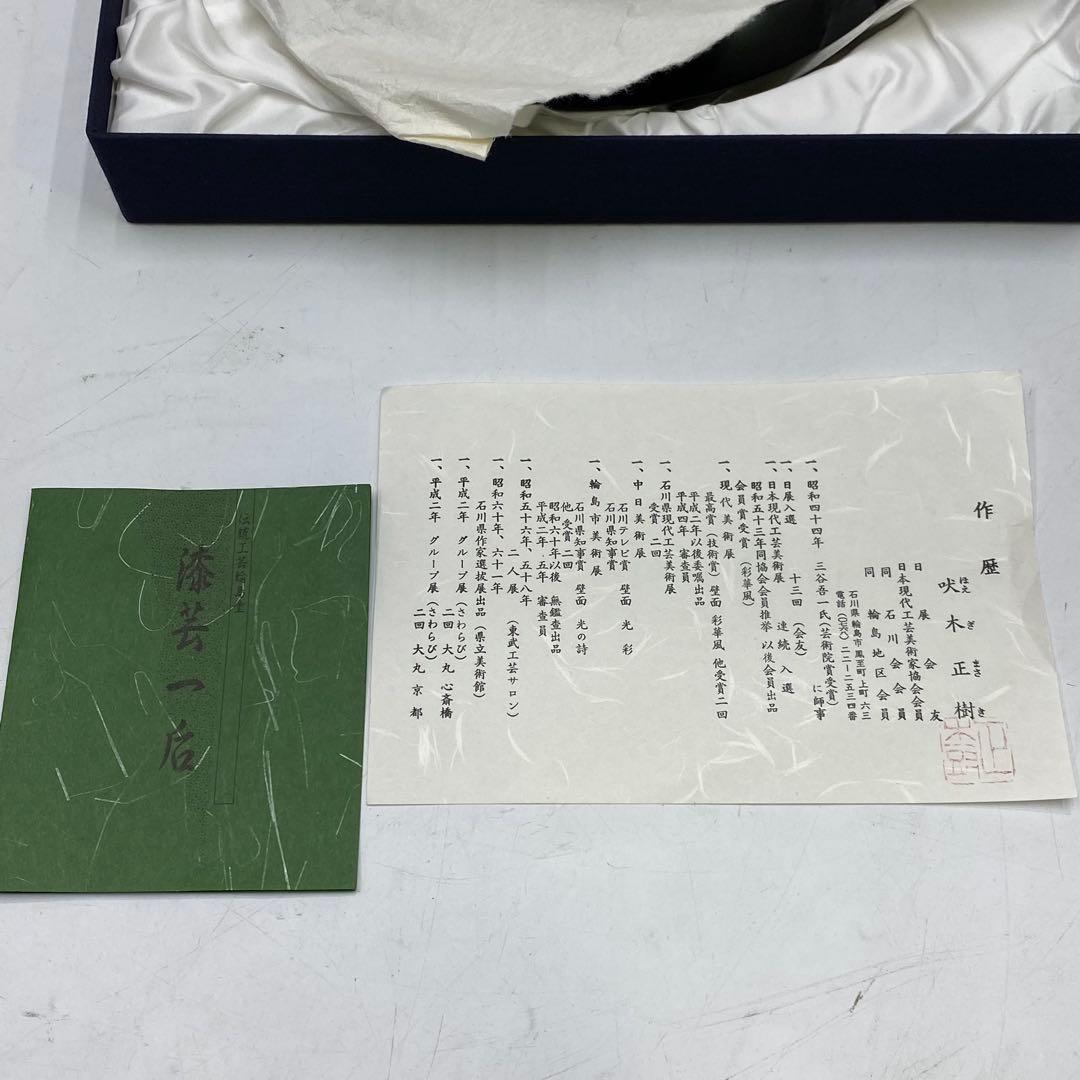 作歴
吠木正樹
ほえぎまさき
日展会友
日本現代工芸美術家協会会員
同 石川会会員
同 輪島地区会員
石川県輪島市鳳至町上町六三
昭和四十四年 三谷吾一氏(芸術院賞受賞)に師事
一、日展入選 十三回(会友)
一、日本現代工芸美術展 連続入選
昭和五十三年同協会会員推挙 以後会員出品
会員賞受賞(彩華風)
一、現代美術展
最高賞(技術賞)壁面 彩華風 他受賞二回
平成二年以後委嘱出品
平成四年 審査員
一、石川県現代工芸美術展
受賞 二回
一、中日美術展
石川テレビ賞 壁面 光彩
石川県知事賞
一、輪島市美術展
石川県知事賞 壁面 光の詩
他受賞 二回
昭和六十年以後 無鑑査出品
平成二年・五年 審査員
一、昭和五十六年、五十八年
二人展 (東武工芸サロン)
一、昭和六十年、六十一年
石川県作家選抜展出品(県立美術館)
一、平成二年 グループ展(さわらび) 二回 大丸 心斎橋
一、平成二年 グループ展(さわらび) 二回 大丸 京都
伝統工芸輪島塗
漆芸一后